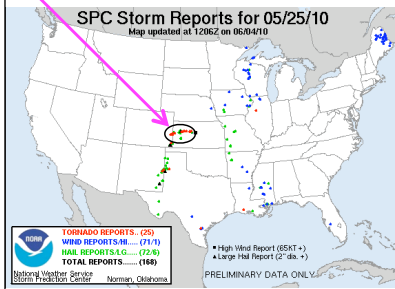 SPC Storm Reports for 05/25/10
Map updated at 1206Z on 06/04/10
TORNADO REPORTS.. (25)
WIND REPORTS/HI..... (71/1)
HAIL REPORTS/LG..... (72/6)
TOTAL REPORTS....... (168)
noaa
National Weather Service
Storm Prediction Center Norman, Oklahoma
High Wind Report (65KT +)
Large Hail Report (2" dia. +)
PRELIMINARY DATA ONLY